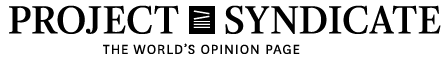 PROJECT SYNDICATE
THE WORLD'S OPINION PAGE